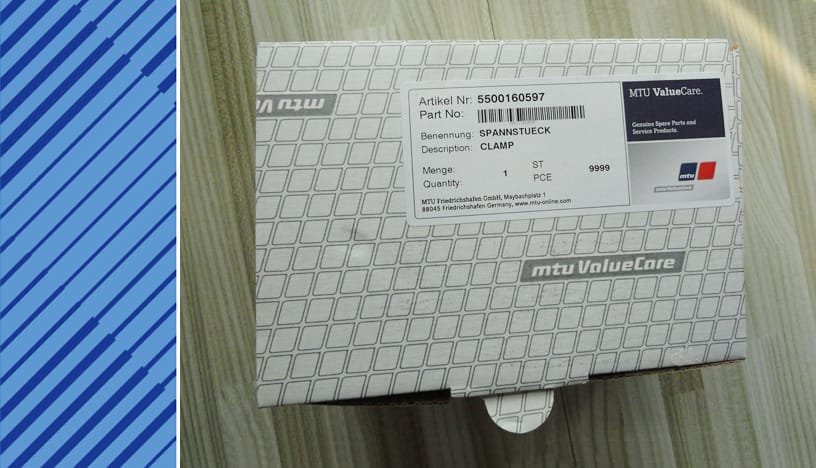 mtu
Artikel Nr: 5500160597
Part No:
Benennung: SPANNSTUECK
Description: CLAMP
Menge: 1 ST 9999
Quantity: PCE
MTU Friedrichshafen GmbH, Maybachplatz 1
88045 Friedrichshafen Germany, www.mtu-online.com
MTU ValueCare.
Genuine Spare Parts and
Service Products.
mtu
mtuValueCare
mtu ValueCare